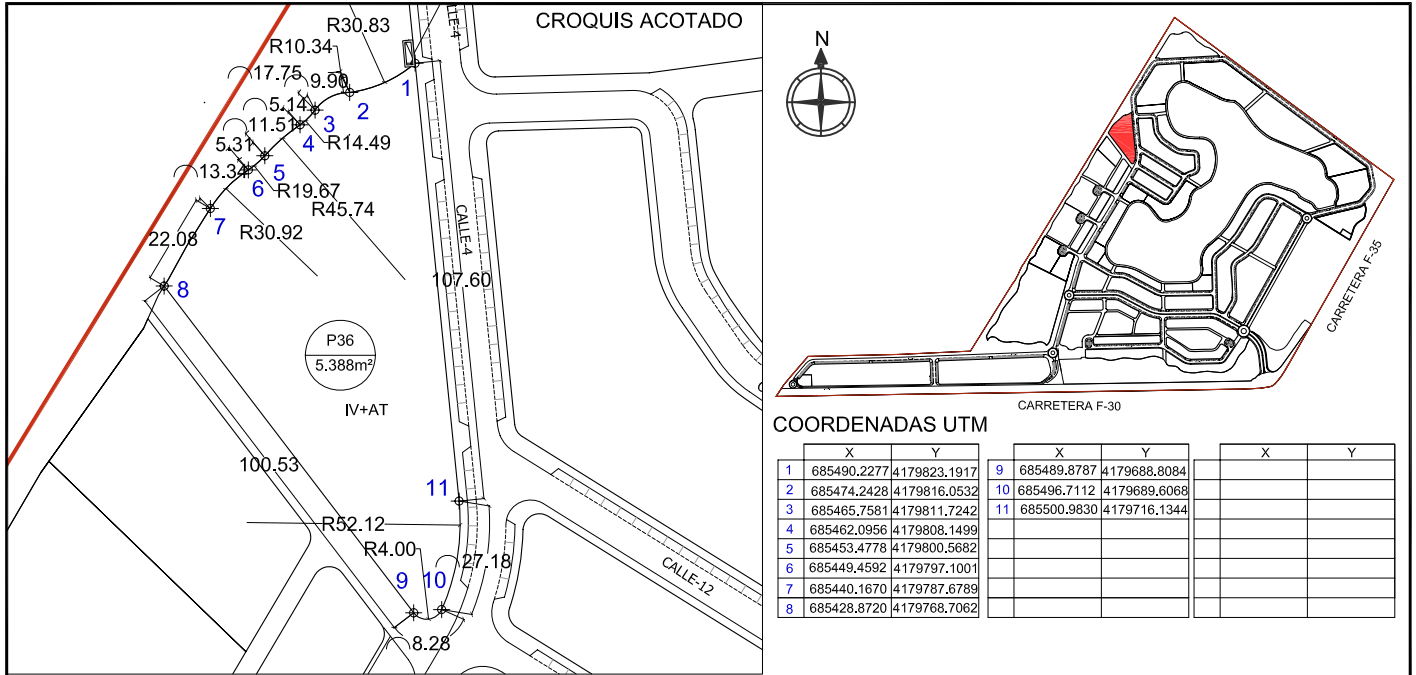 CROQUIS ACOTADO
R30.83
CALLE-4
R10.34
17.75
9.90
1
2
5.14
3
11.51
4
R14.49
5.31
5
13.34
6
R19.67
R45.74
7
R30.92
CALLE-4
22.08
107.60
8
P36
5.388m²
IV+AT
100.53
11
R52.12
R4.00
27.18
9
10
CALLE-12
8.28
N
CARRETERA F-35
CARRETERA F-30
COORDENADAS UTM
X Y X Y X Y
1 685490.2277 4179823.1917 9 685489.8787 4179688.8084
2 685474.2428 4179816.0532 10 685496.7112 4179689.6068
3 685465.7581 4179811.7242 11 685500.9830 4179716.1344
4 685462.0956 4179808.1499
5 685453.4778 4179800.5682
6 685449.4592 4179797.1001
7 685440.1670 4179787.6789
8 685428.8720 4179768.7062